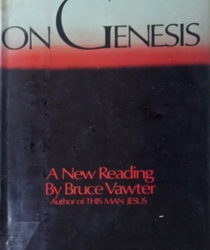 ON GENESIS
A New Reading
By Bruce Vawter
Author of THIS MAN JESUS